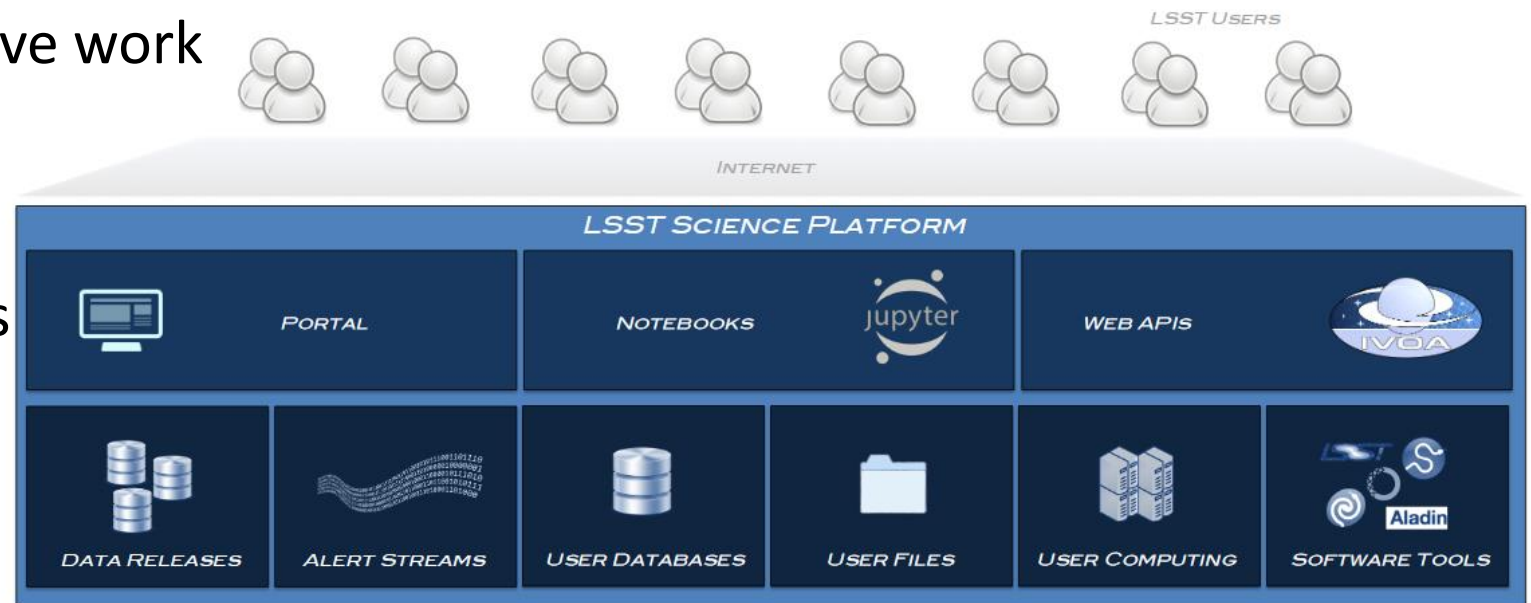 ve work
LSST USERS
INTERNET
LSST SCIENCE PLATFORM
s
PORTAL
NOTEBOOKS
jupyter
WEB APIS
IVOA
DATA RELEASES
ALERT STREAMS
USER DATABASES
USER FILES
USER COMPUTING
LSST
Aladin
SOFTWARE TOOLS